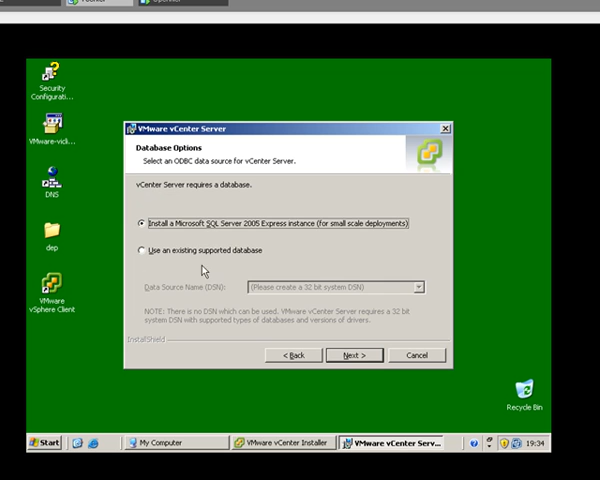 Security
Configurati...
VMware-vicli...
DNS
dep
VMware
vSphere Client
VMware vCenter Server
Database Options
Select an ODBC data source for vCenter Server.
vCenter Server requires a database.
Install a Microsoft SQL Server 2005 Express instance (for small scale deployments)
Use an existing supported database
Data Source Name (DSN):
(Please create a 32 bit system DSN)
NOTE: There is no DSN which can be used. VMware vCenter Server requires a 32 bit
system DSN with supported types of databases and versions of drivers.
InstallShield
< Back
Next >
Cancel
Recycle Bin
Start
My Computer
VMware vCenter Installer
VMware vCenter Serv...
19:34